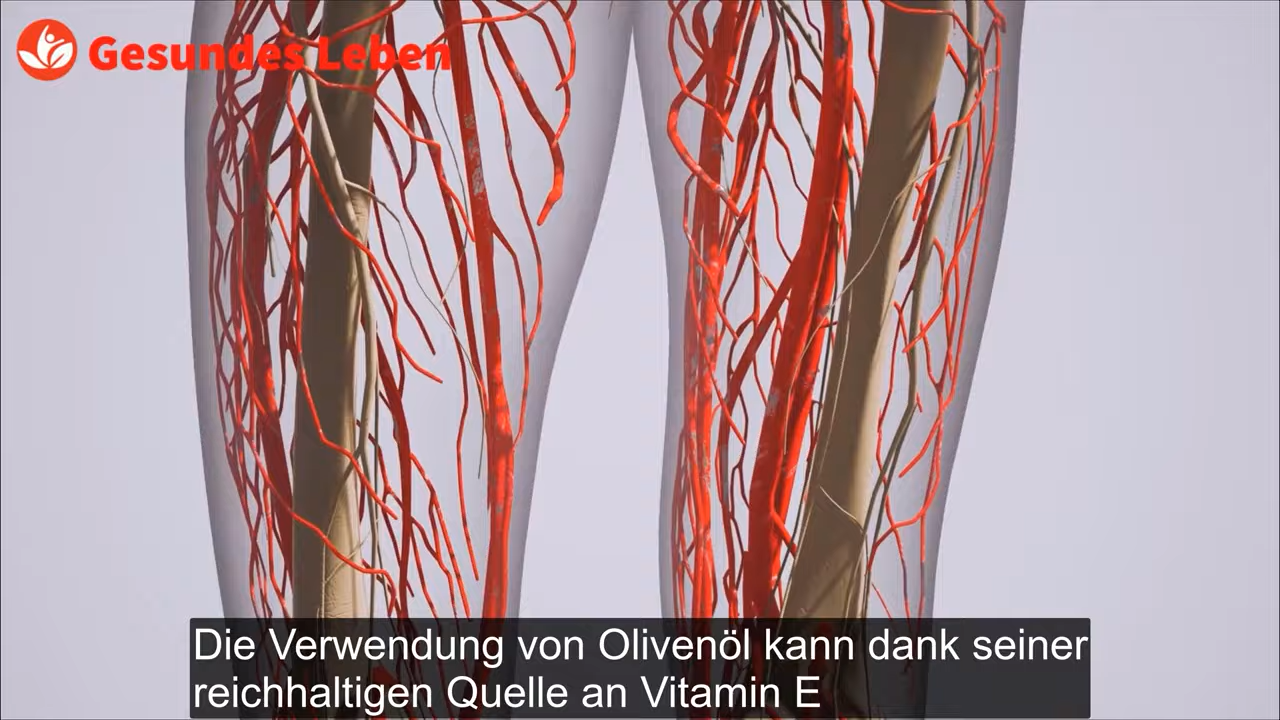 Gesundes Leben
Die Verwendung von Olivenöl kann dank seiner
reichhaltigen Quelle an Vitamin E